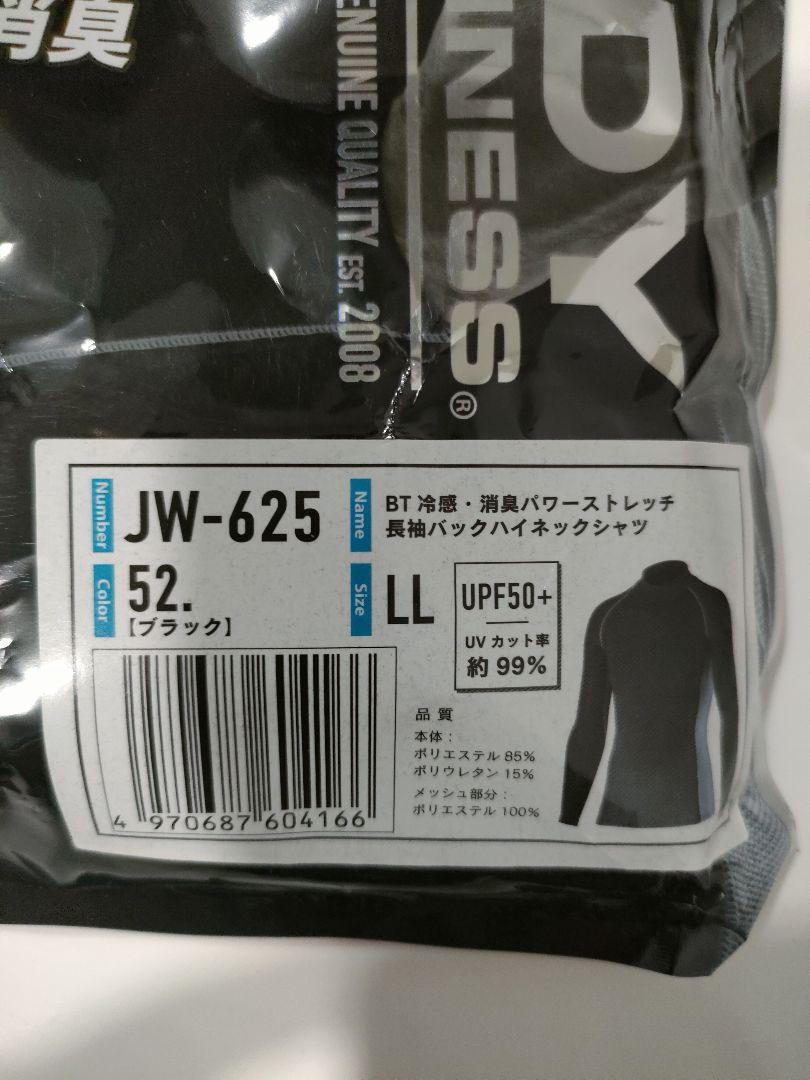 消臭
ENUINE QUALITY EST. 2008
INESS®
DY
Number
JW-625
Name
BT 冷感・消臭パワーストレッチ
長袖バックハイネックシャツ
Color
52.
【ブラック】
Size
LL
UPF50+
UV カット率
約 99%
品 質
本体：
ポリエステル 85%
ポリウレタン 15%
メッシュ部分：
ポリエステル 100%
4 970687 604166